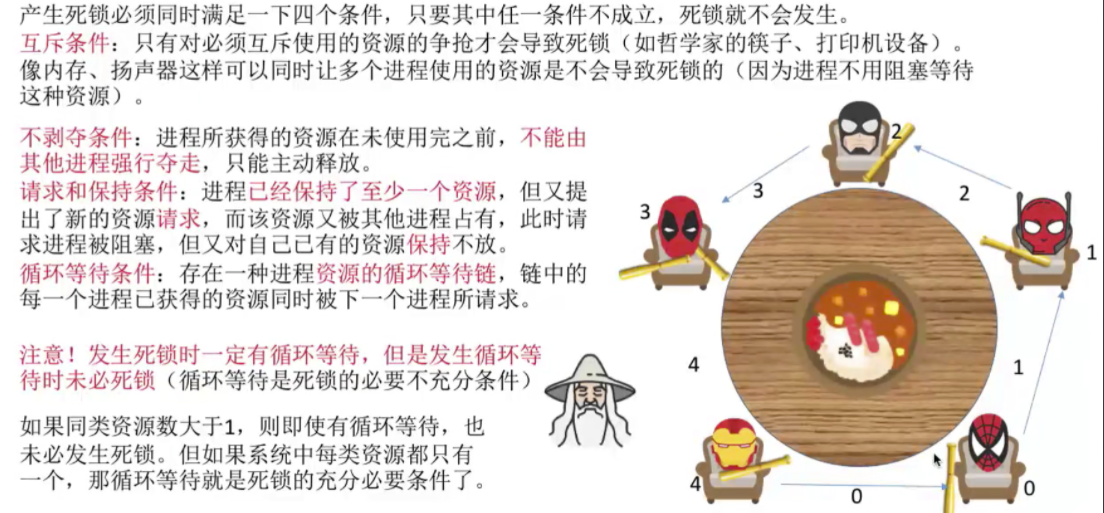 产生死锁必须同时满足一下四个条件，只要其中任一条件不成立，死锁就不会发生。
互斥条件：只有对必须互斥使用的资源的争抢才会导致死锁（如哲学家的筷子、打印机设备）。
像内存、扬声器这样可以同时让多个进程使用的资源是不会导致死锁的（因为进程不用阻塞等待
这种资源）。
不剥夺条件：进程所获得的资源在未使用完之前，不能由
其他进程强行夺走，只能主动释放。
请求和保持条件：进程已经保持了至少一个资源，但又提
出了新的资源请求，而该资源又被其他进程占有，此时请
求进程被阻塞，但又对自己已有的资源保持不放。
循环等待条件：存在一种进程资源的循环等待链，链中的
每一个进程已获得的资源同时被下一个进程所请求。
注意！发生死锁时一定有循环等待，但是发生循环等
待时未必死锁（循环等待是死锁的必要不充分条件）
如果同类资源数大于1，则即使有循环等待，也
未必发生死锁。但如果系统中每类资源都只有
一个，那循环等待就是死锁的充分必要条件了。
2
3
2
3
1
4
1
4
0
0